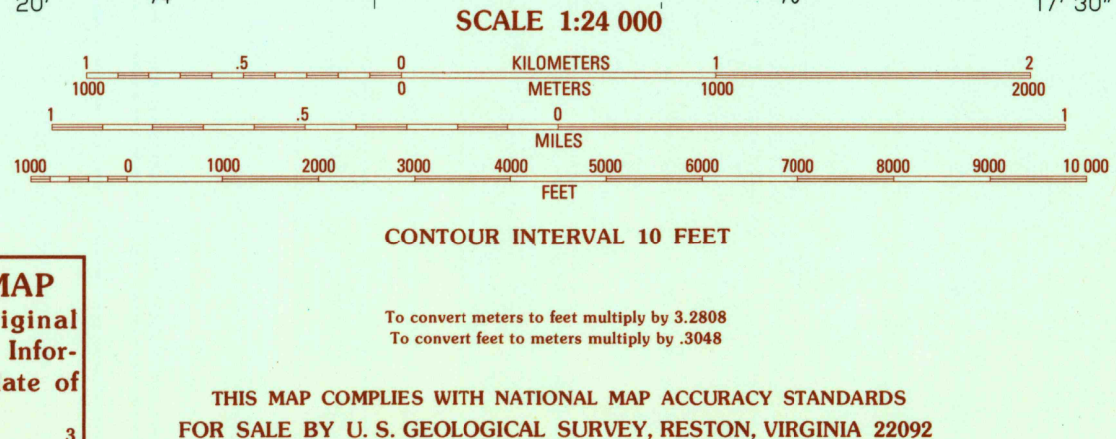 20' 17' 30"
SCALE 1:24 000
1 .5 0 KILOMETERS 1 2
1000 0 METERS 1000 2000
1 .5 0 1
MILES
1000 0 1000 2000 3000 4000 5000 6000 7000 8000 9000 10 000
FEET
CONTOUR INTERVAL 10 FEET
MAP
iginal
Infor-
ate of
3
To convert meters to feet multiply by 3.2808
To convert feet to meters multiply by .3048
THIS MAP COMPLIES WITH NATIONAL MAP ACCURACY STANDARDS
FOR SALE BY U. S. GEOLOGICAL SURVEY, RESTON, VIRGINIA 22092